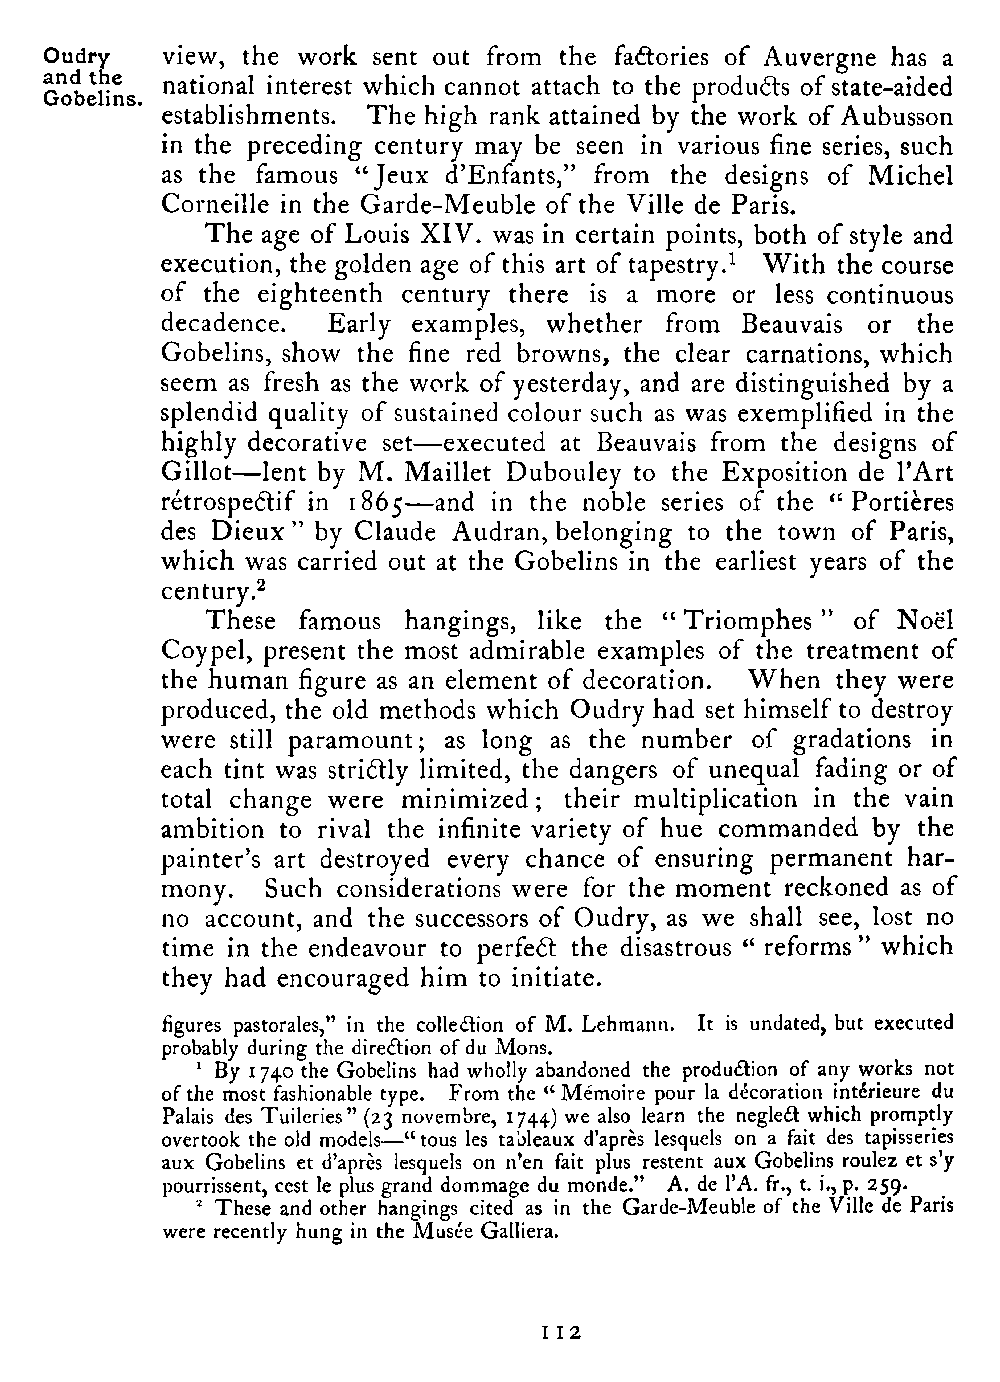 Oudry
and the
Gobelins.
view, the work sent out from the factories of Auvergne has a
national interest which cannot attach to the products of state-aided
establishments. The high rank attained by the work of Aubusson
in the preceding century may be seen in various fine series, such
as the famous “Jeux d'Enfants,” from the designs of Michel
Corneille in the Garde-Meuble of the Ville de Paris.
The age of Louis XIV. was in certain points, both of style and
execution, the golden age of this art of tapestry.¹ With the course
of the eighteenth century there is a more or less continuous
decadence. Early examples, whether from Beauvais or the
Gobelins, show the fine red browns, the clear carnations, which
seem as fresh as the work of yesterday, and are distinguished by a
splendid quality of sustained colour such as was exemplified in the
highly decorative set—executed at Beauvais from the designs of
Gillot—lent by M. Maillet Dubouley to the Exposition de l'Art
rétrospectif in 1865—and in the noble series of the “Portières
des Dieux” by Claude Audran, belonging to the town of Paris,
which was carried out at the Gobelins in the earliest years of the
century.²
These famous hangings, like the “Triomphes” of Noël
Coypel, present the most admirable examples of the treatment of
the human figure as an element of decoration. When they were
produced, the old methods which Oudry had set himself to destroy
were still paramount; as long as the number of gradations in
each tint was strictly limited, the dangers of unequal fading or of
total change were minimized; their multiplication in the vain
ambition to rival the infinite variety of hue commanded by the
painter's art destroyed every chance of ensuring permanent har-
mony. Such considerations were for the moment reckoned as of
no account, and the successors of Oudry, as we shall see, lost no
time in the endeavour to perfect the disastrous “reforms” which
they had encouraged him to initiate.
figures pastorales,” in the collection of M. Lehmann. It is undated, but executed
probably during the direction of du Mons.
¹ By 1740 the Gobelins had wholly abandoned the production of any works not
of the most fashionable type. From the “Mémoire pour la décoration intérieure du
Palais des Tuileries” (23 novembre, 1744) we also learn the neglect which promptly
overtook the old models—“tous les tableaux d'après lesquels on a fait des tapisseries
aux Gobelins et d'après lesquels on n'en fait plus restent aux Gobelins roulez et s'y
pourrissent, cest le plus grand dommage du monde.” A. de l'A. fr., t. i., p. 259.
² These and other hangings cited as in the Garde-Meuble of the Ville de Paris
were recently hung in the Musée Galliera.
112